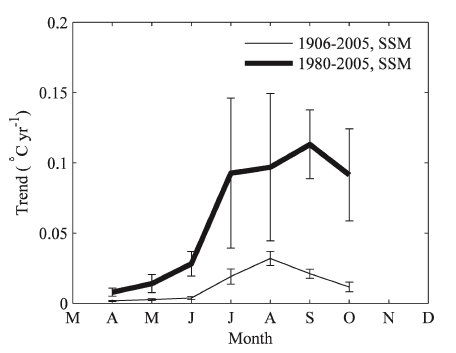 0.2
1906-2005, SSM
1980-2005, SSM
0.15
0.1
0.05
0
Trend (°C yr-1)
M A M J J A S O N D
Month